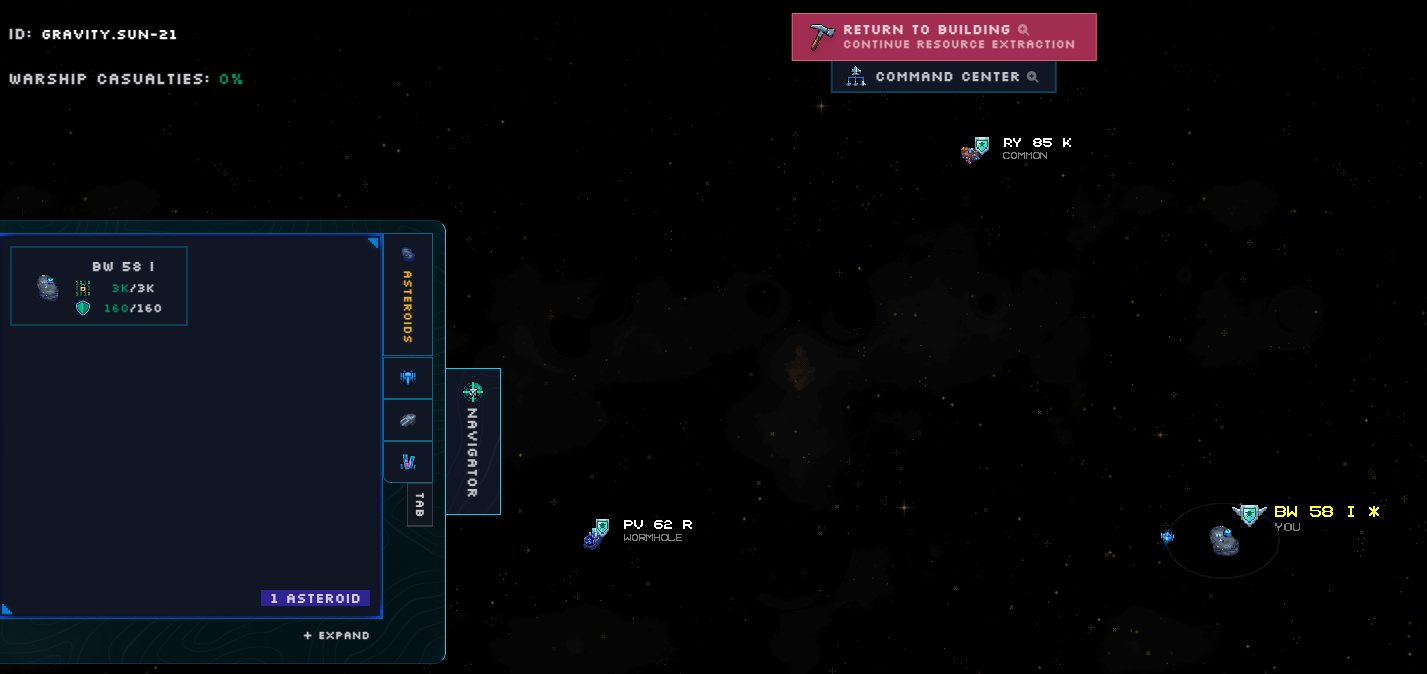 ID: GRAVITY.SUN-21
WARSHIP CASUALTIES: 0%
RETURN TO BUILDING
CONTINUE RESOURCE EXTRACTION
COMMAND CENTER
RY 85 K
COMMON
BW 58 I
3K/3K
160/160
ASTEROIDS
NAVIGATOR
TAB
1 ASTEROID
+ EXPAND
PV 62 R
WORMHOLE
BW 58 I *
YOU